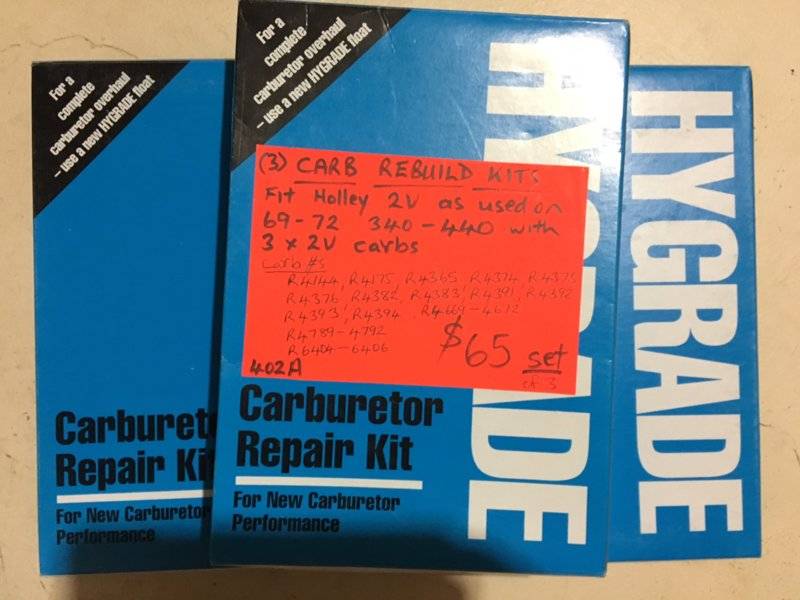 For a
complete
carburetor overhaul
– use a new HYGRADE float
Carburet
Repair Ki
For New Carburetor
Performance
For a
complete
carburetor overhaul
– use a new HYGRADE float
HYGRADE
(3) CARB REBUILD KITS
Fit Holley 2V as used on
69-72 340-440 with
3 x 2V carbs
Carb #s
R4144, R4175, R4365, R4374, R4375
R4376, R4382, R4383, R4391, R4392
R4393, R4394, R4669-4672
R4789-4792
R6404-6406
$65 set
of 3
402A
Carburetor
Repair Kit
For New Carburetor
Performance
HYGRADE